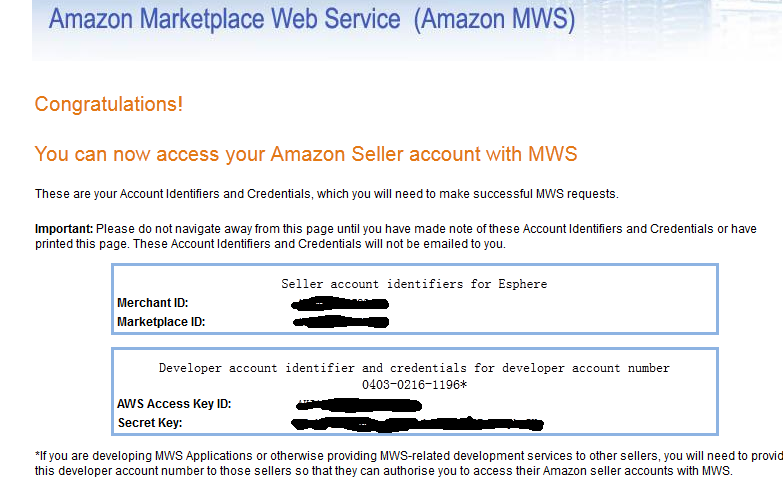 Amazon Marketplace Web Service (Amazon MWS)
Congratulations!
You can now access your Amazon Seller account with MWS
These are your Account Identifiers and Credentials, which you will need to make successful MWS requests.
Important: Please do not navigate away from this page until you have made note of these Account Identifiers and Credentials or have
printed this page. These Account Identifiers and Credentials will not be emailed to you.
Seller account identifiers for Esphere
Merchant ID:
Marketplace ID:
Developer account identifier and credentials for developer account number
0403-0216-1196*
AWS Access Key ID:
Secret Key:
*If you are developing MWS Applications or otherwise providing MWS-related development services to other sellers, you will need to provid
this developer account number to those sellers so that they can authorise you to access their Amazon seller accounts with MWS.